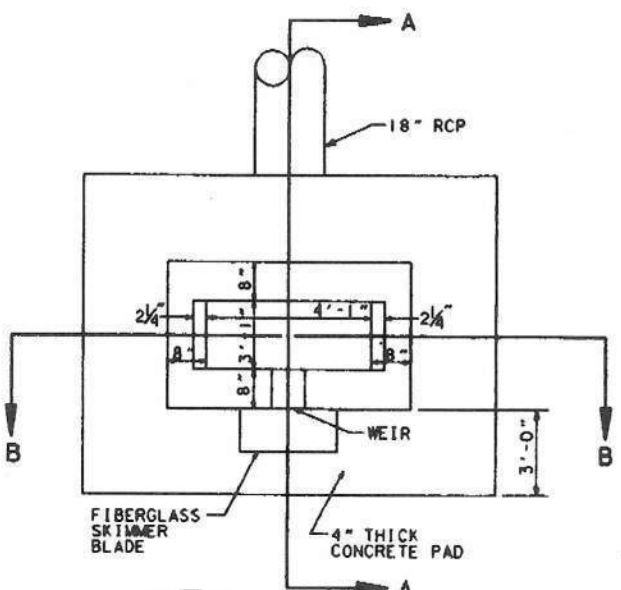 A
18" RCP
8"
2¼"
4'-1"
2¼"
3'-1"
8"
8"
8"
WEIR
B
B
3'-0"
FIBERGLASS
SKIMMER
BLADE
4" THICK
CONCRETE PAD
A